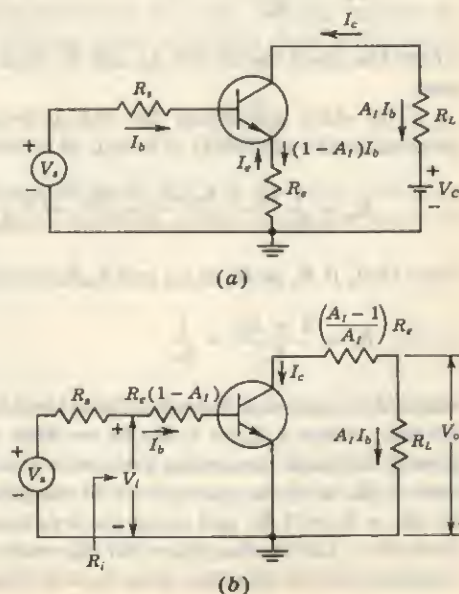 I_c
R_s
A_I I_b
R_L
+
I_b
I_e
(1 − A_I)I_b
+
V_s
−
R_e
+
V_C
−
(a)
(A_I − 1 / A_I) R_e
I_c
R_s
R_e(1 − A_I)
+
I_b
A_I I_b
R_L
V_o
+
V_s
−
V_i
−
R_i
(b)